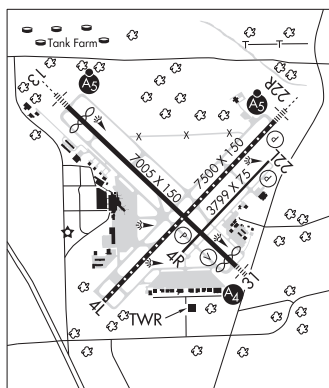 Tank Farm
T T
A5
A5
13
22R
X X X
P
7005 X 150
7500 X 150
22L
3799 X 75
P
4R
V
31
4L
A4
TWR